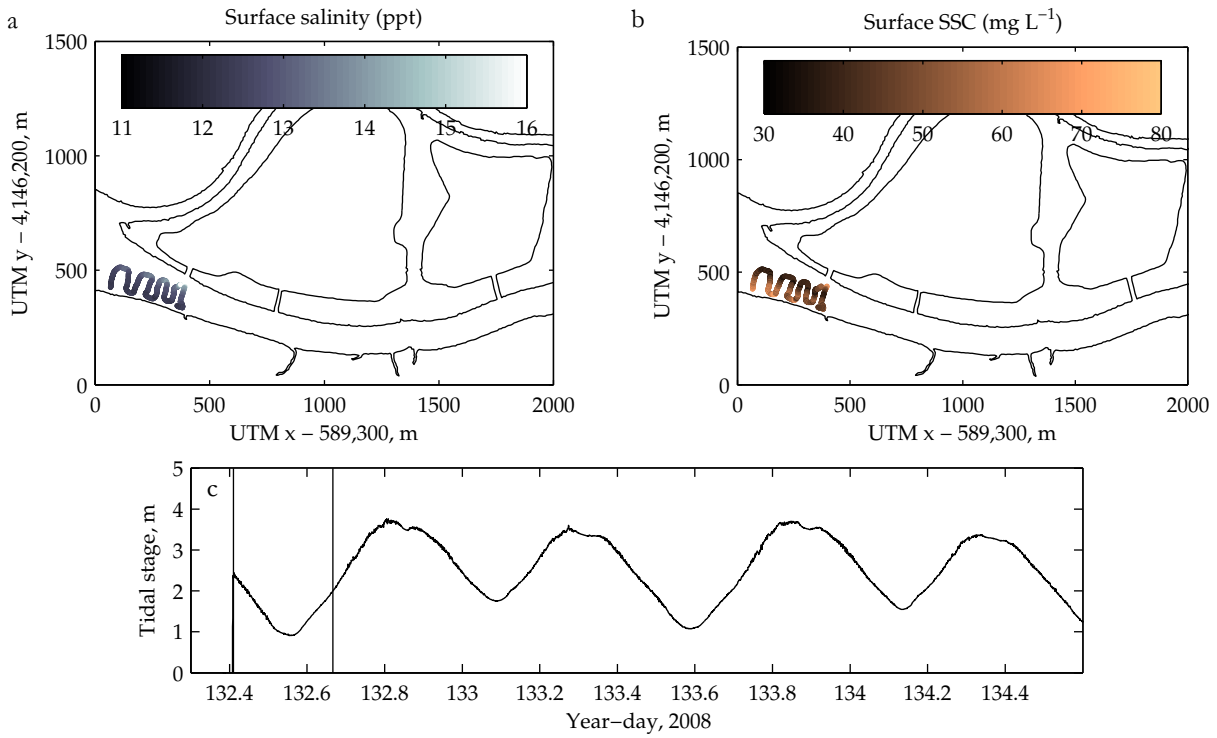 a
Surface salinity (ppt)
1500
1000
500
0
UTM y − 4,146,200, m
11 12 13 14 15 16
0 500 1000 1500 2000
UTM x − 589,300, m
b
Surface SSC (mg L−1)
1500
1000
500
0
UTM y − 4,146,200, m
30 40 50 60 70 80
0 500 1000 1500 2000
UTM x − 589,300, m
c
5
4
3
2
1
0
Tidal stage, m
132.4 132.6 132.8 133 133.2 133.4 133.6 133.8 134 134.2 134.4
Year−day, 2008